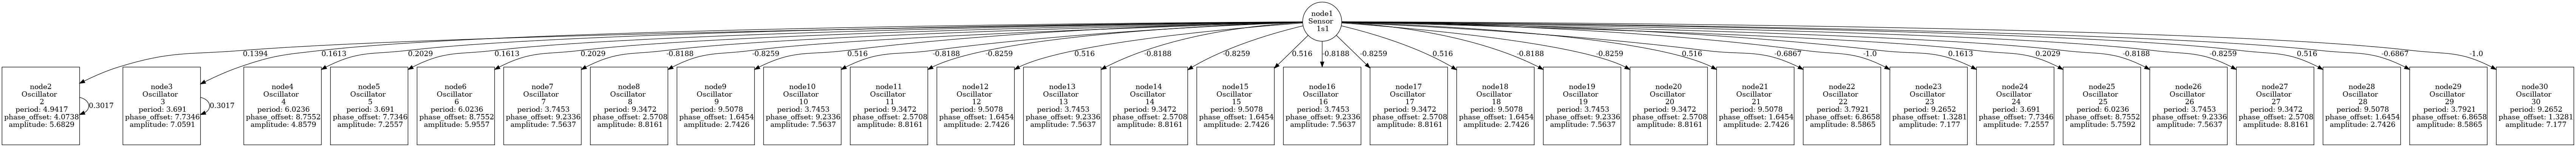 node1
Sensor
1s1
0.1394
0.1613
0.2029
0.1613
0.2029
-0.8188
-0.8259
0.516
-0.8188
-0.8259
0.516
-0.8188
-0.8259
0.516
-0.8188
-0.8259
0.516
-0.8188
-0.8259
0.516
-0.6867
-1.0
0.1613
0.2029
-0.8188
-0.8259
0.516
-0.6867
-1.0
node2
Oscillator
2
period: 4.9417
phase_offset: 4.0738
amplitude: 5.6829
0.3017
node3
Oscillator
3
period: 3.691
phase_offset: 7.7346
amplitude: 7.0591
0.3017
node4
Oscillator
4
period: 6.0236
phase_offset: 8.7552
amplitude: 4.8579
node5
Oscillator
5
period: 3.691
phase_offset: 7.7346
amplitude: 7.2557
node6
Oscillator
6
period: 6.0236
phase_offset: 8.7552
amplitude: 5.9557
node7
Oscillator
7
period: 3.7453
phase_offset: 9.2336
amplitude: 7.5637
node8
Oscillator
8
period: 9.3472
phase_offset: 2.5708
amplitude: 8.8161
node9
Oscillator
9
period: 9.5078
phase_offset: 1.6454
amplitude: 2.7426
node10
Oscillator
10
period: 3.7453
phase_offset: 9.2336
amplitude: 7.5637
node11
Oscillator
11
period: 9.3472
phase_offset: 2.5708
amplitude: 8.8161
node12
Oscillator
12
period: 9.5078
phase_offset: 1.6454
amplitude: 2.7426
node13
Oscillator
13
period: 3.7453
phase_offset: 9.2336
amplitude: 7.5637
node14
Oscillator
14
period: 9.3472
phase_offset: 2.5708
amplitude: 8.8161
node15
Oscillator
15
period: 9.5078
phase_offset: 1.6454
amplitude: 2.7426
node16
Oscillator
16
period: 3.7453
phase_offset: 9.2336
amplitude: 7.5637
node17
Oscillator
17
period: 9.3472
phase_offset: 2.5708
amplitude: 8.8161
node18
Oscillator
18
period: 9.5078
phase_offset: 1.6454
amplitude: 2.7426
node19
Oscillator
19
period: 3.7453
phase_offset: 9.2336
amplitude: 7.5637
node20
Oscillator
20
period: 9.3472
phase_offset: 2.5708
amplitude: 8.8161
node21
Oscillator
21
period: 9.5078
phase_offset: 1.6454
amplitude: 2.7426
node22
Oscillator
22
period: 3.7921
phase_offset: 6.8658
amplitude: 8.5865
node23
Oscillator
23
period: 9.2652
phase_offset: 1.3281
amplitude: 7.177
node24
Oscillator
24
period: 3.691
phase_offset: 7.7346
amplitude: 7.2557
node25
Oscillator
25
period: 6.0236
phase_offset: 8.7552
amplitude: 5.7592
node26
Oscillator
26
period: 3.7453
phase_offset: 9.2336
amplitude: 7.5637
node27
Oscillator
27
period: 9.3472
phase_offset: 2.5708
amplitude: 8.8161
node28
Oscillator
28
period: 9.5078
phase_offset: 1.6454
amplitude: 2.7426
node29
Oscillator
29
period: 3.7921
phase_offset: 6.8658
amplitude: 8.5865
node30
Oscillator
30
period: 9.2652
phase_offset: 1.3281
amplitude: 7.177